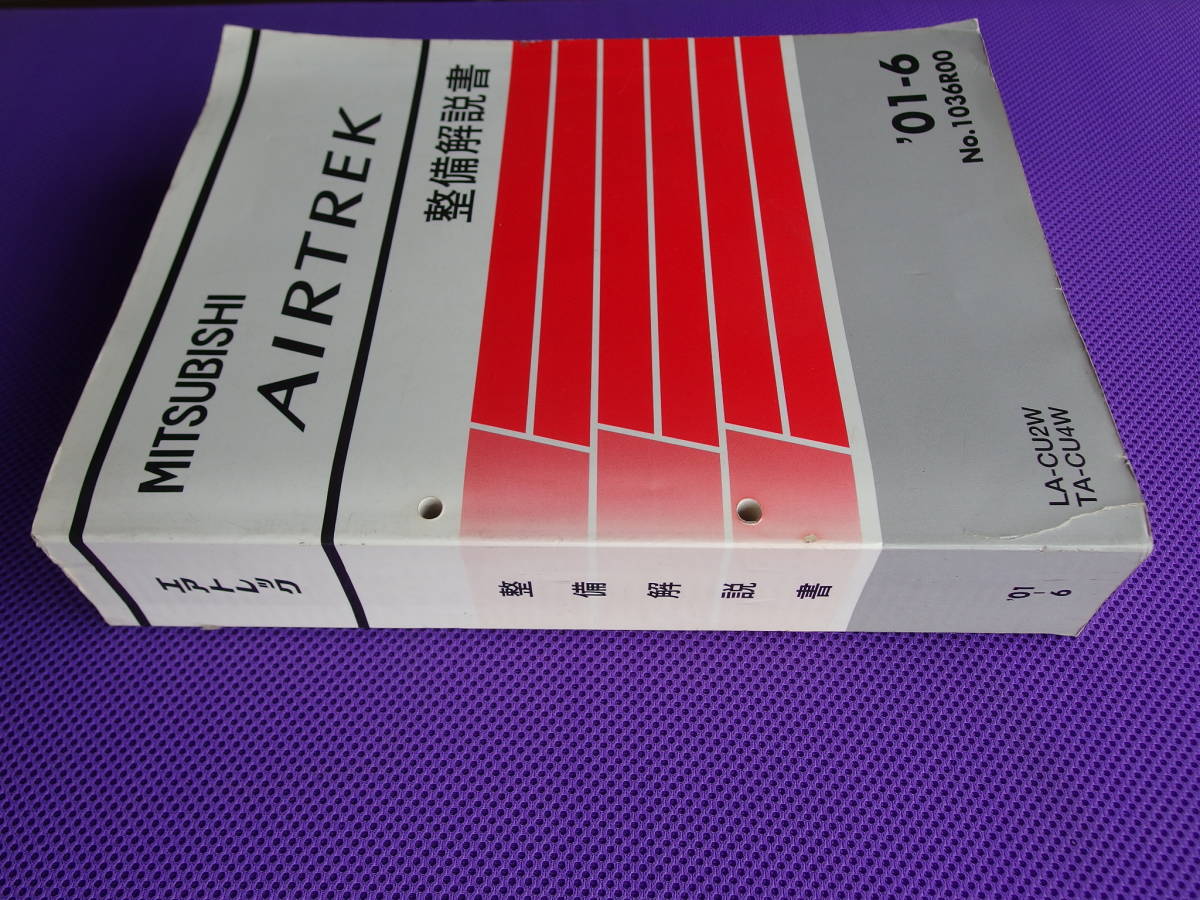 MITSUBISHI
AIRTREK
整備解説書
'01-6
No.1036R00
LA-CU2W
TA-CU4W
エアトレック
整備解説書
'01-6